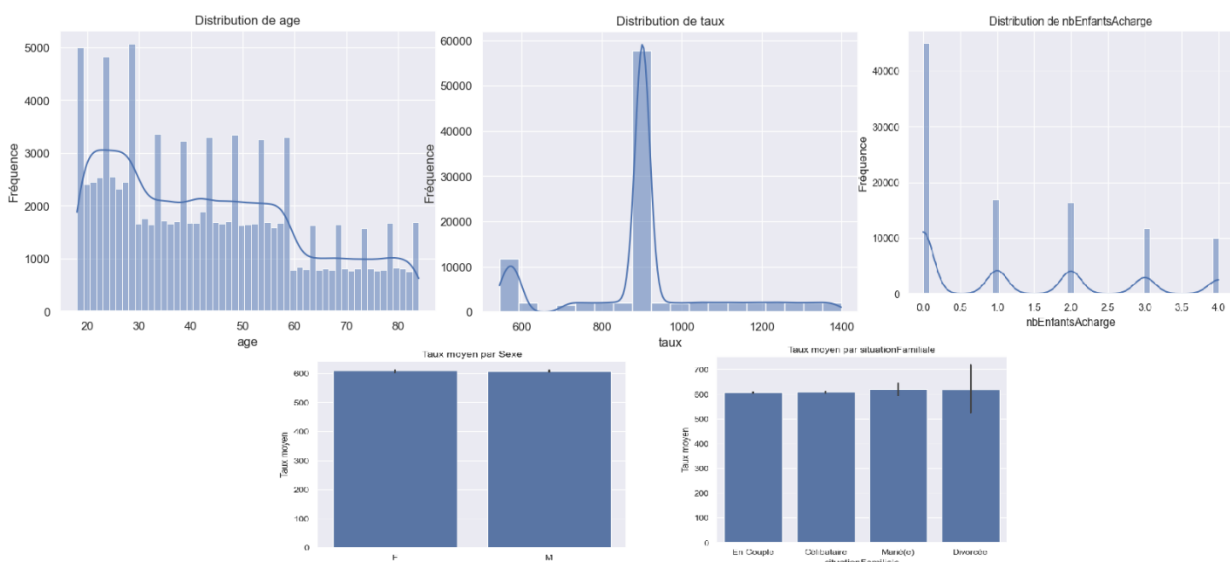 Distribution de age
5000
4000
3000
2000
1000
0
Fréquence
20 30 40 50 60 70 80
age
Distribution de taux
60000
50000
40000
30000
20000
10000
0
Fréquence
600 800 1000 1200 1400
taux
Distribution de nbEnfantsAcharge
40000
30000
20000
10000
0
Fréquence
0.0 0.5 1.0 1.5 2.0 2.5 3.0 3.5 4.0
nbEnfantsAcharge
Taux moyen par Sexe
600
500
400
300
200
100
0
Taux moyen
F M
Taux moyen par situationFamiliale
700
600
500
400
300
200
100
0
Taux moyen
En Couple Célibataire Marié(e) Divorcée
situationFamiliale